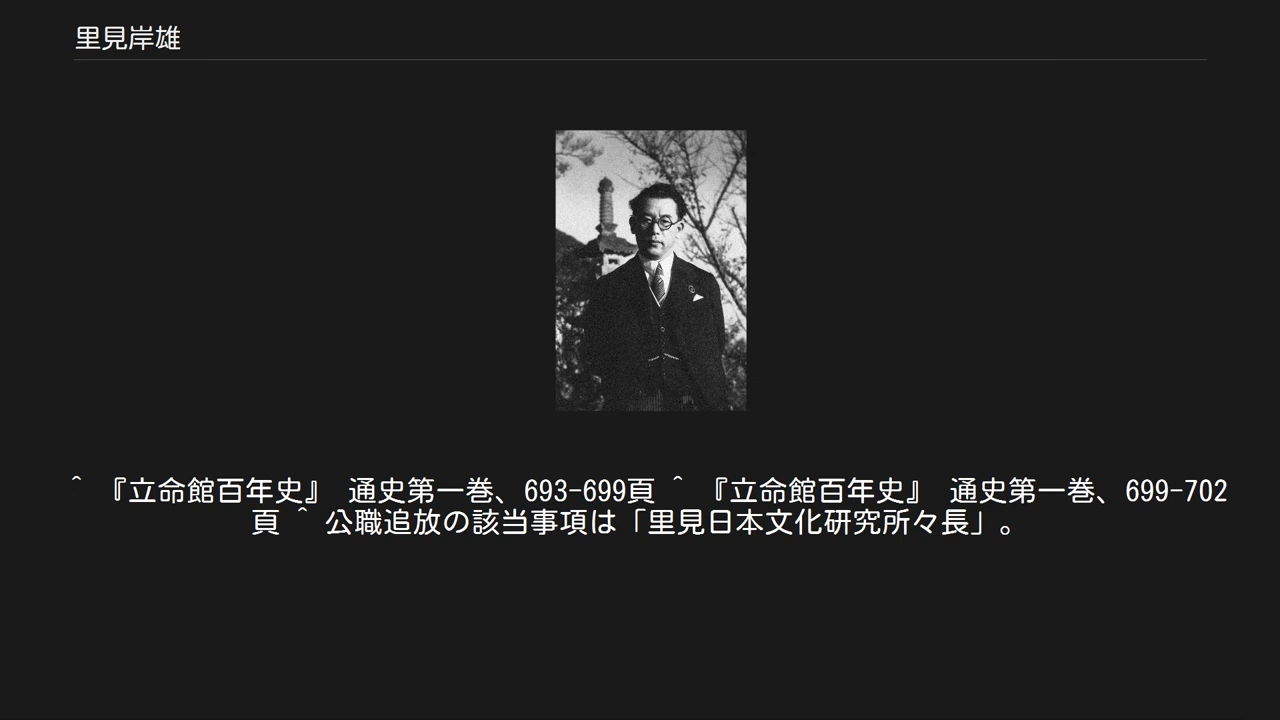 里見岸雄
^ 『立命館百年史』 通史第一巻、693-699頁 ^ 『立命館百年史』 通史第一巻、699-702
頁 ^ 公職追放の該当事項は「里見日本文化研究所々長」。